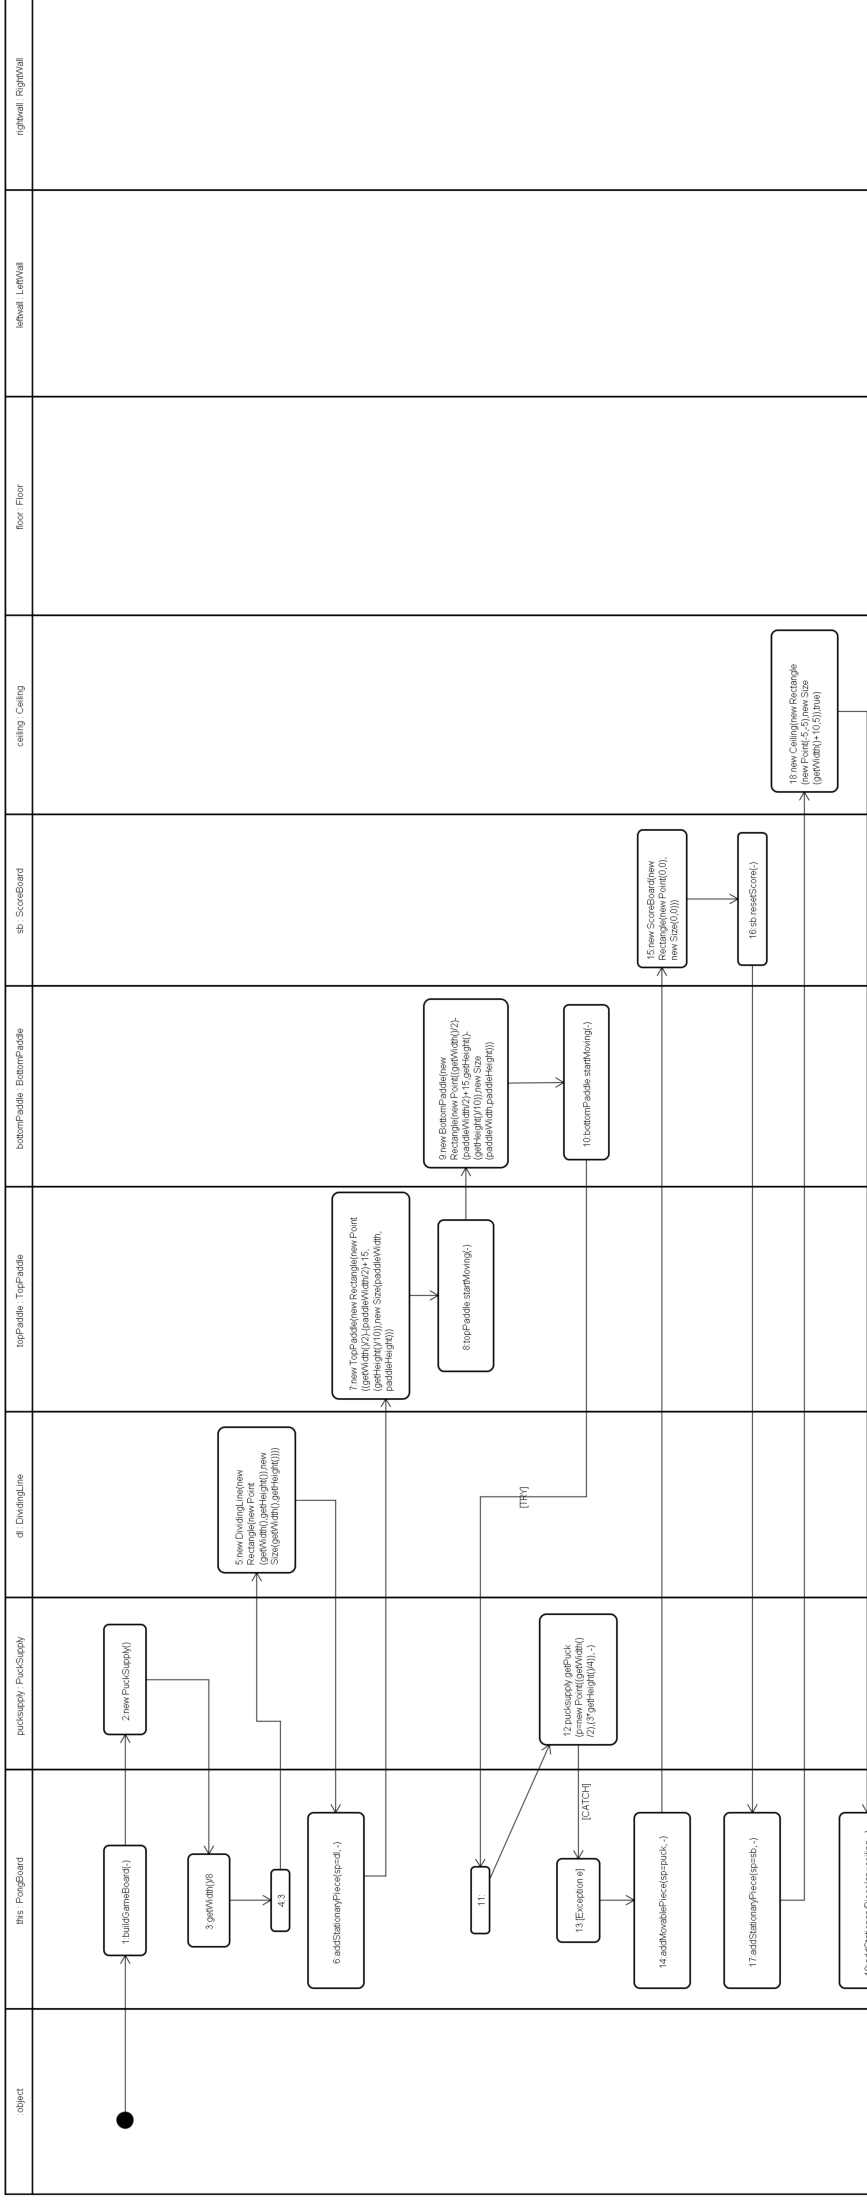 :object
this : PongBoard
pucksupply : PuckSupply
dl : DividingLine
topPaddle : TopPaddle
bottomPaddle : BottomPaddle
sb : ScoreBoard
ceiling : Ceiling
floor : Floor
leftwall : LeftWall
rightwall : RightWall
1:buildGameBoard(-)
2:new PuckSupply()
3:getWidth()/8
4:3
5:new DividingLine(new
Rectangle(new Point
(getWidth(),getHeight()),new
Size(getWidth(),getHeight())))
6:addStationaryPiece(sp=dl,-)
7:new TopPaddle(new Rectangle(new Point
((getWidth()/2)-(paddleWidth/2)+15,
(getHeight()/10)),new Size(paddleWidth,
paddleHeight)))
8:topPaddle.startMoving(-)
9:new BottomPaddle(new
Rectangle(new Point((getWidth()/2)-
(paddleWidth/2)+15,getHeight()-
(getHeight()/10)),new Size
(paddleWidth,paddleHeight)))
10:bottomPaddle.startMoving(-)
[TRY]
11:
12:pucksupply.getPuck
(p=new Point((getWidth()
/2),(3*getHeight()/4)),-)
[CATCH]
13:[Exception e]
14:addMovablePiece(sp=puck,-)
15:new ScoreBoard(new
Rectangle(new Point(0,0),
new Size(0,0)))
16:sb.resetScore(-)
17:addStationaryPiece(sp=sb,-)
18:new Ceiling(new Rectangle
(new Point(-5,-5),new Size
(getWidth()+10,5)),true)